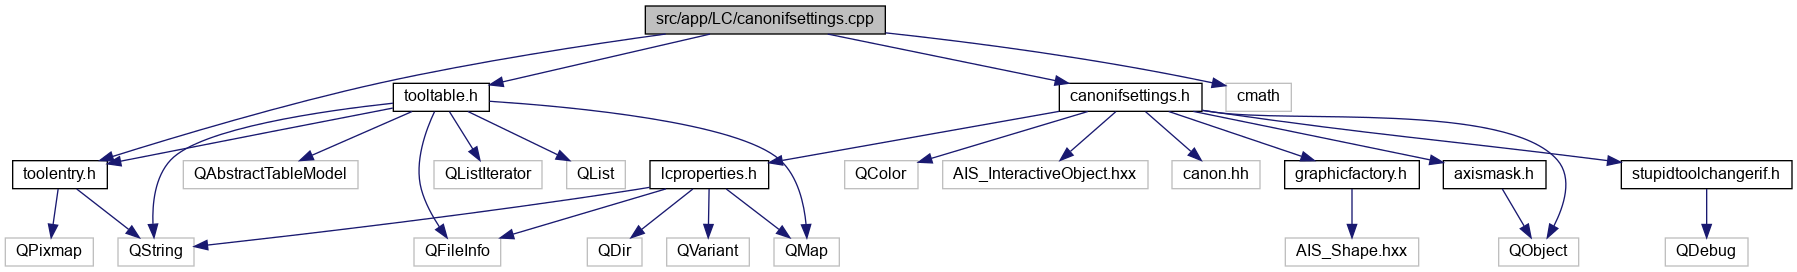 src/app/LC/canonifsettings.cpp
tooltable.h
canonifsettings.h
cmath
toolentry.h
QAbstractTableModel
QListIterator
QList
lcproperties.h
QColor
AIS_InteractiveObject.hxx
canon.hh
graphicfactory.h
axismask.h
stupidtoolchangerif.h
QPixmap
QString
QFileInfo
QDir
QVariant
QMap
AIS_Shape.hxx
QObject
QDebug